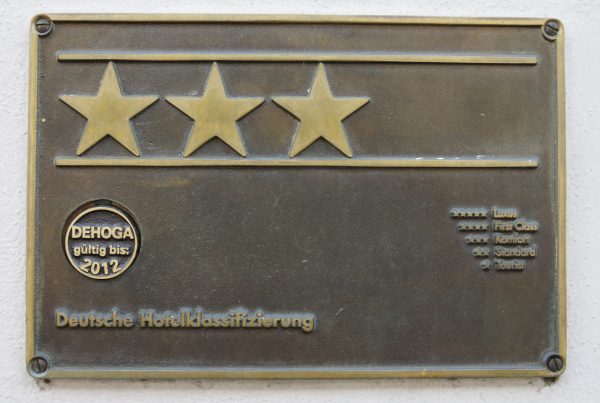 DEHOGA
gültig bis:
2012
***** Luxus
**** First Class
*** Komfort
** Standard
* Tourist
Deutsche Hotelklassifizierung